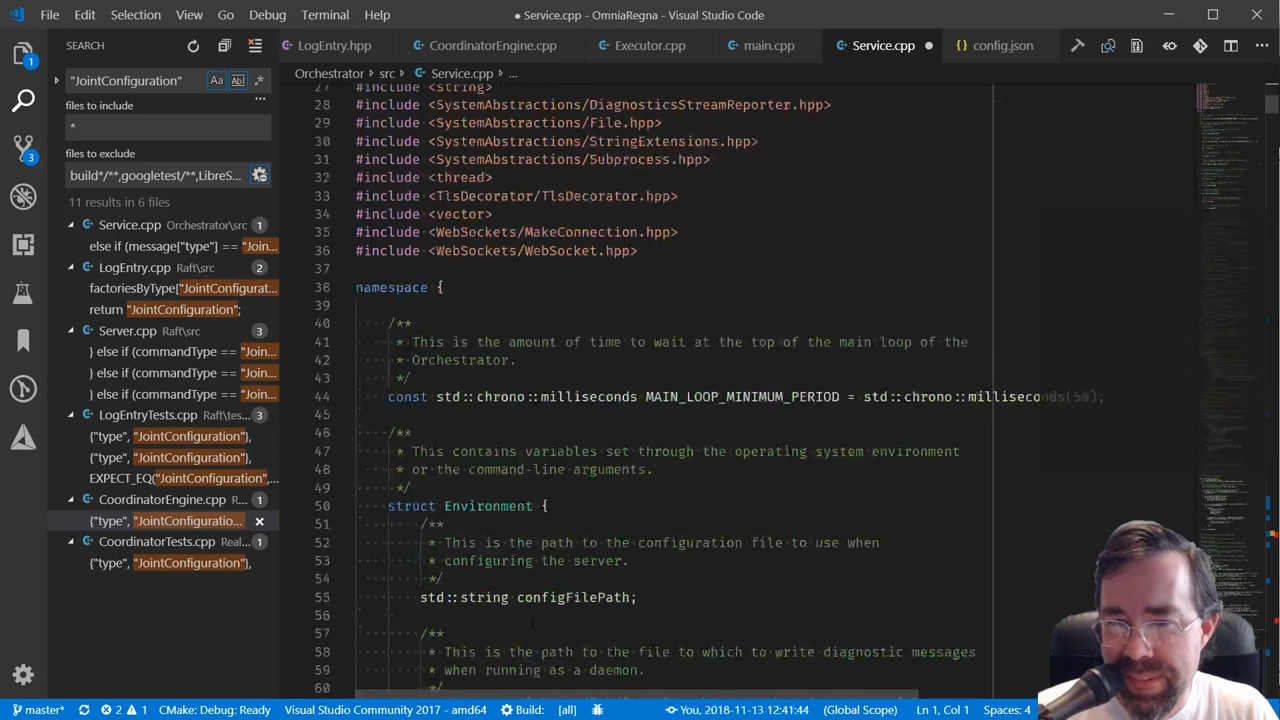 File Edit Selection View Go Debug Terminal Help
● Service.cpp - OmniaRegna - Visual Studio Code
SEARCH
LogEntry.hpp CoordinatorEngine.cpp Executor.cpp main.cpp Service.cpp config.json
"JointConfiguration"
Aa Abl .*
files to include
*
files to exclude
build*/**,googletest/**,LibreS...
11 results in 6 files
Service.cpp Orchestrator\src 1
else if (message["type"] == "Join...
LogEntry.cpp Raft\src 2
factoriesByType["JointConfigurat...
return "JointConfiguration";
Server.cpp Raft\src 3
} else if (commandType == "Join...
} else if (commandType == "Join...
} else if (commandType == "Join...
LogEntryTests.cpp Raft\tes... 3
{"type", "JointConfiguration"},
{"type", "JointConfiguration"},
EXPECT_EQ("JointConfiguration",...
CoordinatorEngine.cpp R... 1
{"type", "JointConfiguratio...
CoordinatorTests.cpp Real... 1
{"type", "JointConfiguration"},
Orchestrator > src > Service.cpp > ...
27 #include <string>
28 #include <SystemAbstractions/DiagnosticsStreamReporter.hpp>
29 #include <SystemAbstractions/File.hpp>
30 #include <SystemAbstractions/StringExtensions.hpp>
31 #include <SystemAbstractions/Subprocess.hpp>
32 #include <thread>
33 #include <TlsDecorator/TlsDecorator.hpp>
34 #include <vector>
35 #include <WebSockets/MakeConnection.hpp>
36 #include <WebSockets/WebSocket.hpp>
37
38 namespace {
39
40 /**
41 * This is the amount of time to wait at the top of the main loop of the
42 * Orchestrator.
43 */
44 const std::chrono::milliseconds MAIN_LOOP_MINIMUM_PERIOD = std::chrono::milliseconds(50);
45
46 /**
47 * This contains variables set through the operating system environment
48 * or the command-line arguments.
49 */
50 struct Environment {
51 /**
52 * This is the path to the configuration file to use when
53 * configuring the server.
54 */
55 std::string configFilePath;
56
57 /**
58 * This is the path to the file to which to write diagnostic messages
59 * when running as a daemon.
60 */
1
3
master* 2 1 CMake: Debug: Ready Visual Studio Community 2017 - amd64 Build: [all] You, 2018-11-13 12:41:44 (Global Scope) Ln 1, Col 1 Spaces: 4